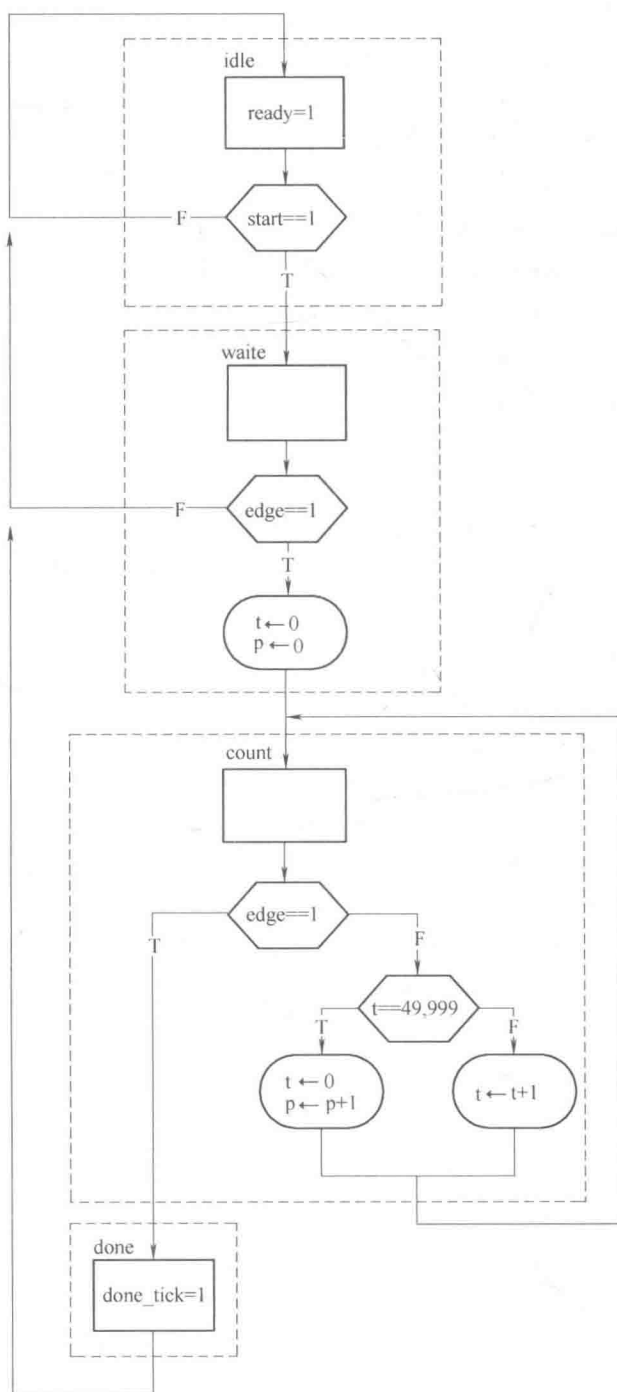 idle
ready=1
start==1
F
T
waite
edge==1
F
T
t ← 0
p ← 0
count
edge==1
T
F
t==49,999
T
F
t ← 0
p ← p+1
t ← t+1
done
done_tick=1